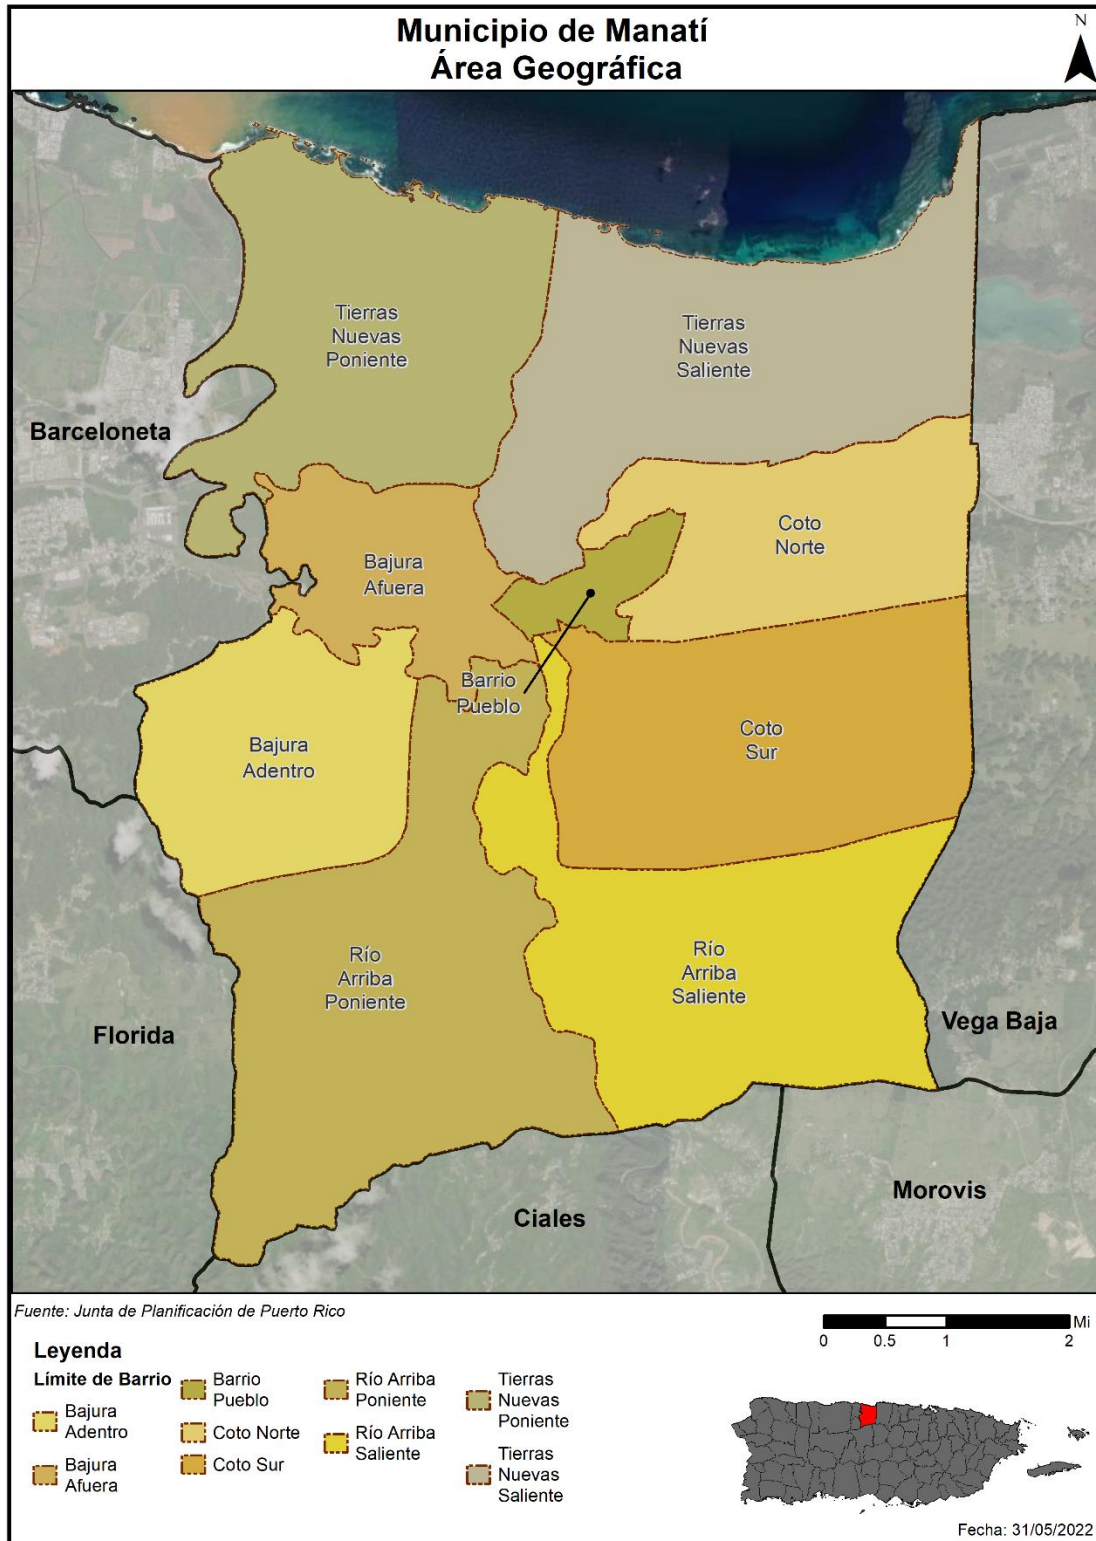 Municipio de Manatí
Área Geográfica
N
Tierras
Nuevas
Poniente
Tierras
Nuevas
Saliente
Barceloneta
Coto
Norte
Bajura
Afuera
Barrio
Pueblo
Bajura
Adentro
Coto
Sur
Río
Arriba
Poniente
Río
Arriba
Saliente
Florida
Vega Baja
Morovis
Ciales
Fuente: Junta de Planificación de Puerto Rico
Mi
0 0.5 1 2
Leyenda
Límite de Barrio
Bajura
Adentro
Bajura
Afuera
Barrio
Pueblo
Coto Norte
Coto Sur
Río Arriba
Poniente
Río Arriba
Saliente
Tierras
Nuevas
Poniente
Tierras
Nuevas
Saliente
Fecha: 31/05/2022